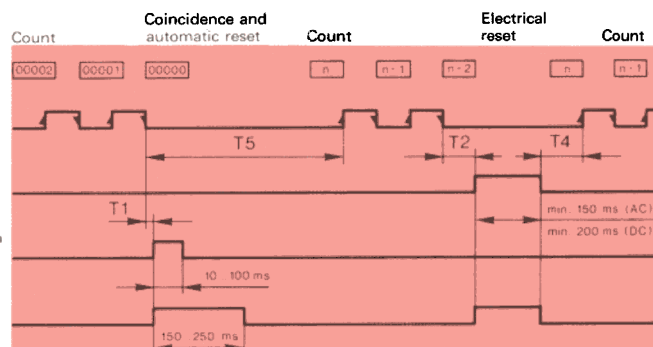 Coincidence and
automatic reset
Count
Count
Electrical
reset
Count
00002
00001
00000
n
n-1
n-2
n
n-1
T5
T2
T4
T1
min. 150 ms (AC)
min. 200 ms (DC)
10 100 ms
150 250 ms